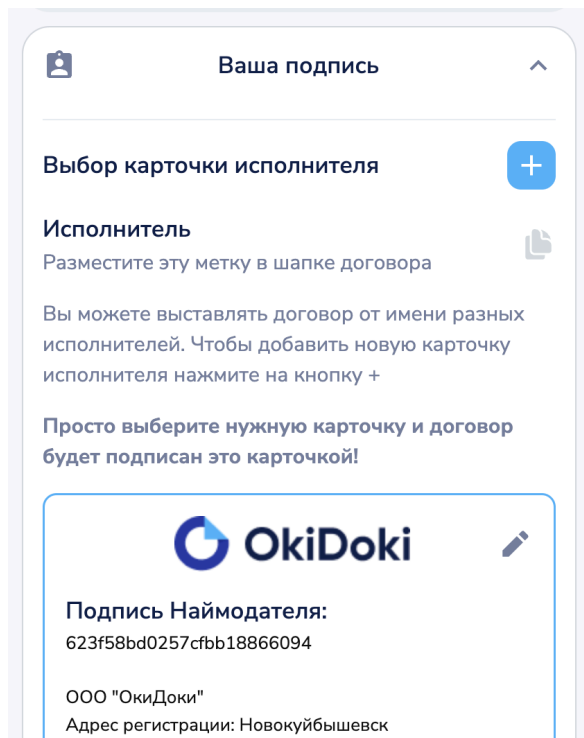 Ваша подпись
Выбор карточки исполнителя
Исполнитель
Разместите эту метку в шапке договора
Вы можете выставлять договор от имени разных
исполнителей. Чтобы добавить новую карточку
исполнителя нажмите на кнопку +
Просто выберите нужную карточку и договор
будет подписан это карточкой!
OkiDoki
Подпись Наймодателя:
623f58bd0257cfbb18866094
ООО "ОкиДоки"
Адрес регистрации: Новокуйбышевск